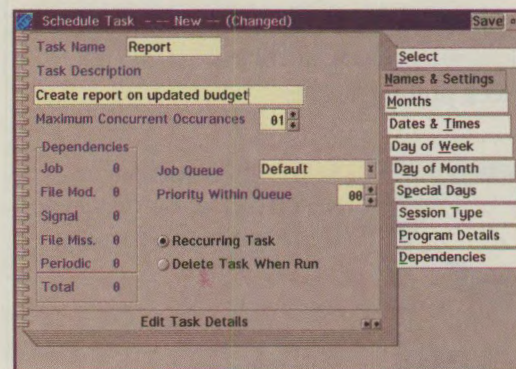 Schedule Task --- New -- (Changed)
Save
Task Name Report
Task Description
Create report on updated budget
Maximum Concurrent Occurances 01
Dependencies
Job 0
File Mod. 0
Signal 0
File Miss. 0
Periodic 0
Total 0
Job Queue Default
Priority Within Queue 00
Reccurring Task
Delete Task When Run
Edit Task Details
Select
Names & Settings
Months
Dates & Times
Day of Week
Day of Month
Special Days
Session Type
Program Details
Dependencies